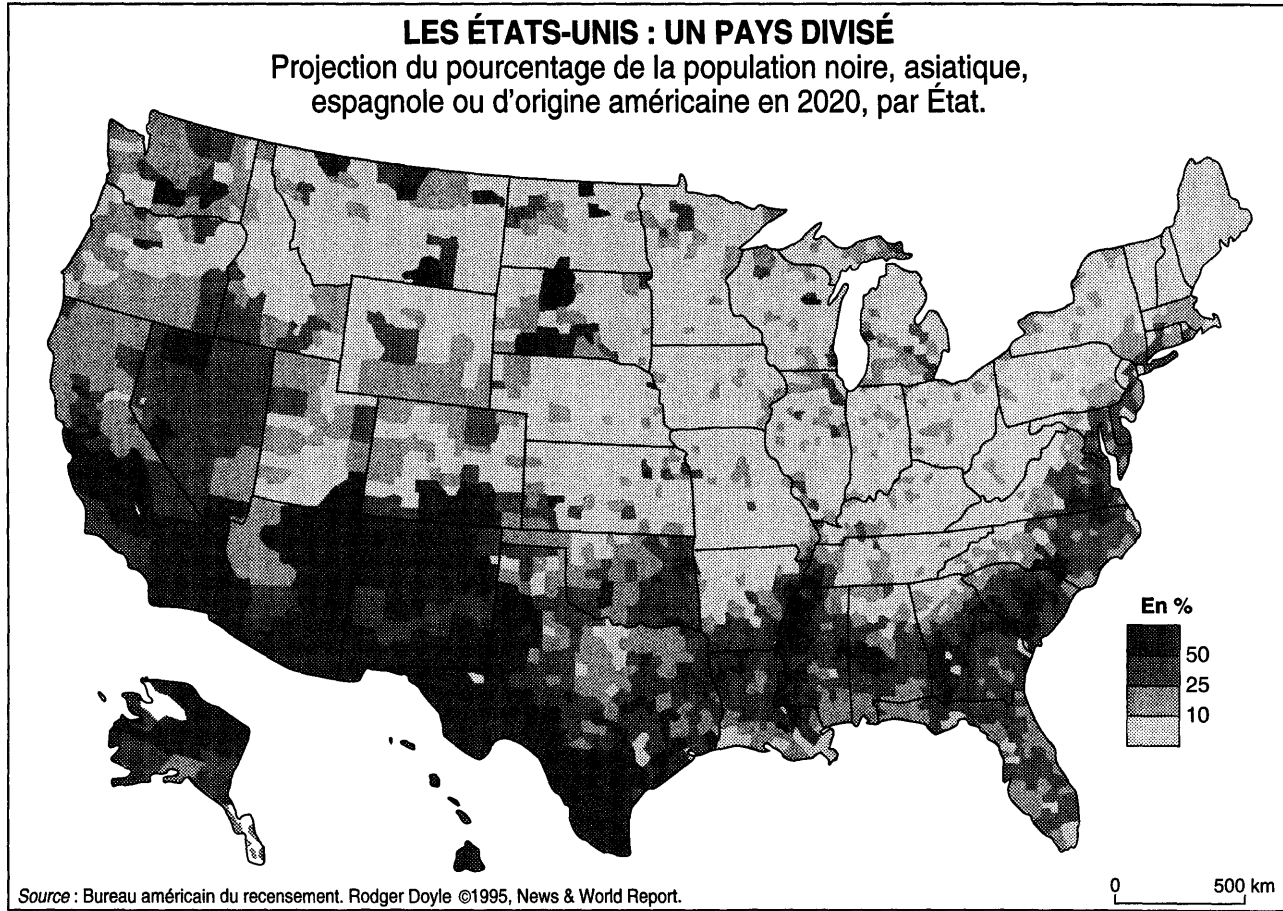 LES ÉTATS-UNIS : UN PAYS DIVISÉ
Projection du pourcentage de la population noire, asiatique,
espagnole ou d'origine américaine en 2020, par État.
En %
50
25
10
0 500 km
Source : Bureau américain du recensement. Rodger Doyle ©1995, News & World Report.